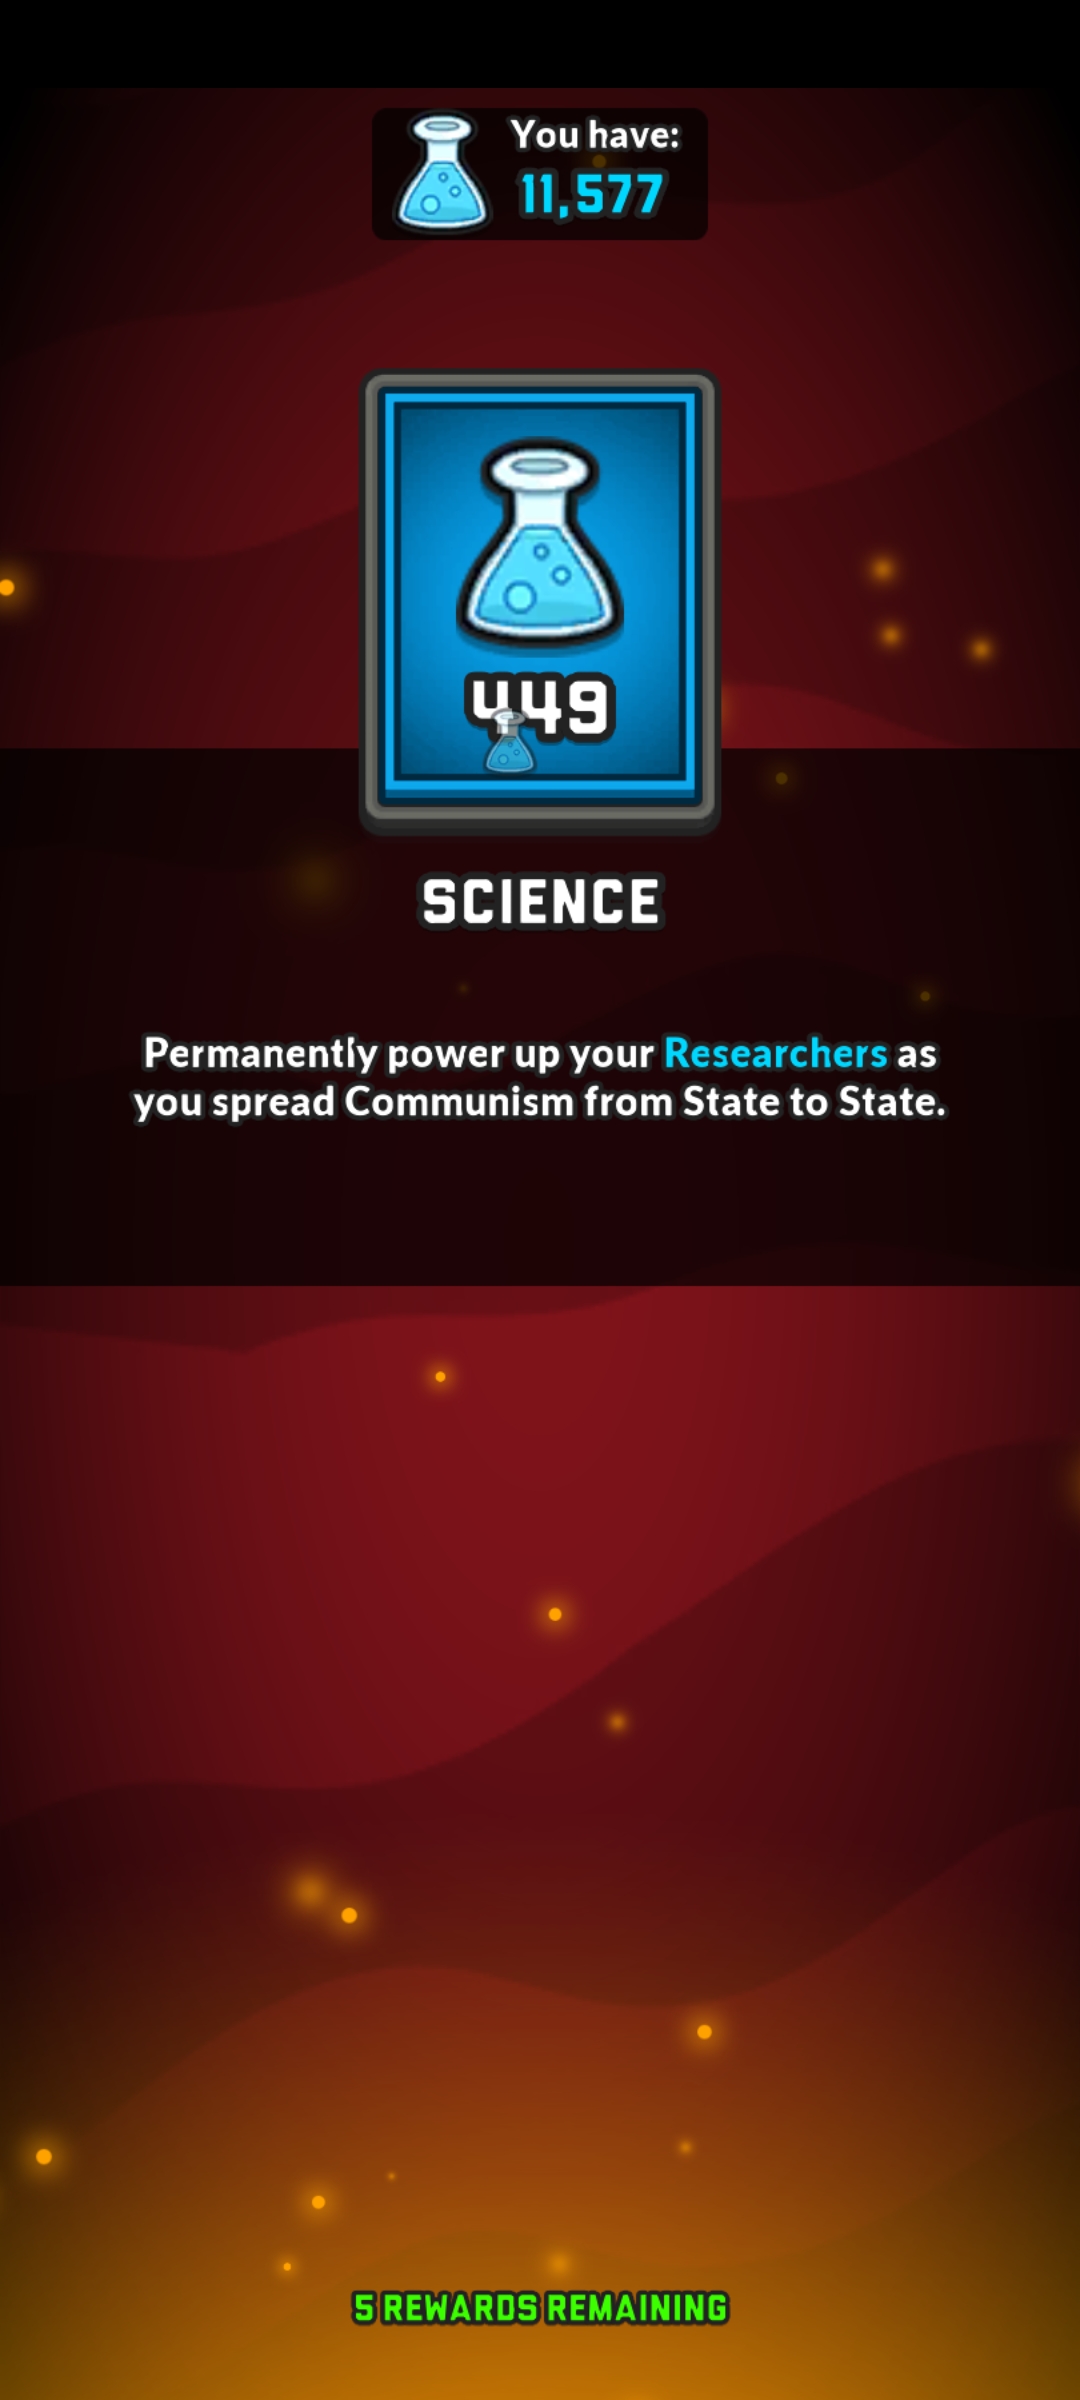 You have:
11,577
449
SCIENCE
Permanently power up your Researchers as
you spread Communism from State to State.
5 REWARDS REMAINING